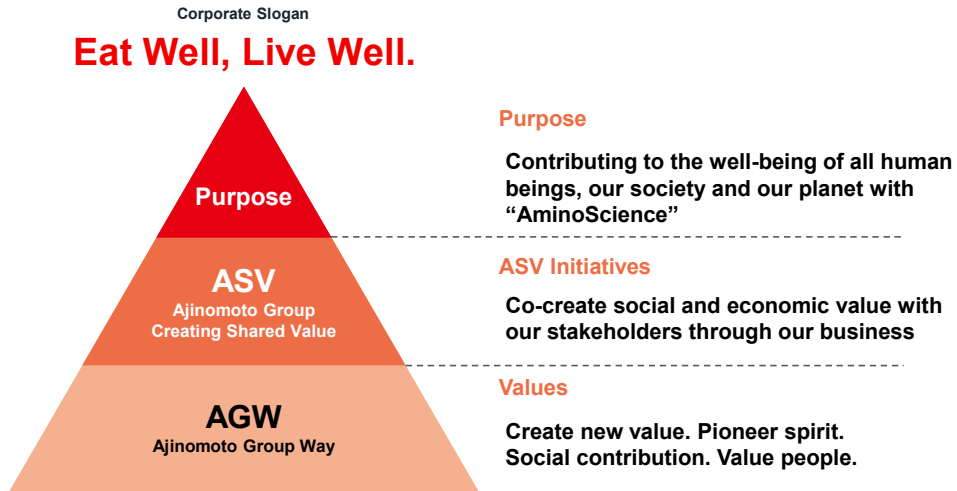 Corporate Slogan
Eat Well, Live Well.
Purpose
Purpose
Contributing to the well-being of all human
beings, our society and our planet with
“AminoScience”
ASV
Ajinomoto Group
Creating Shared Value
ASV Initiatives
Co-create social and economic value with
our stakeholders through our business
AGW
Ajinomoto Group Way
Values
Create new value. Pioneer spirit.
Social contribution. Value people.